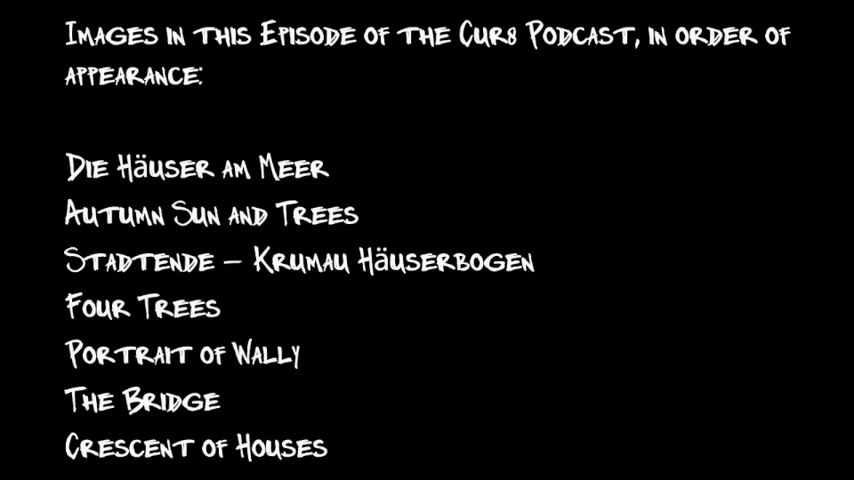 Images in this Episode of the Cur8 Podcast, in order of
appearance:
Die Häuser am Meer
Autumn Sun and Trees
Stadtende – Krumau Häuserbogen
Four Trees
Portrait of Wally
The Bridge
Crescent of Houses